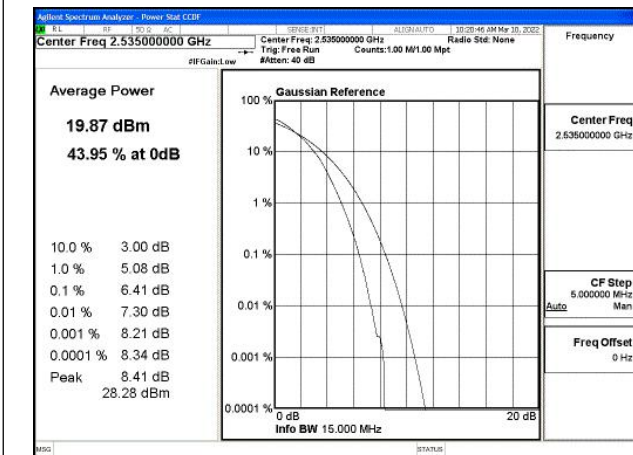 Agilent Spectrum Analyzer - Power Stat CCDF
RL RF 50 Ω AC SENSE:INT ALIGNAUTO 10:20:46 AM Mar 10, 2022
Center Freq 2.535000000 GHz
Center Freq: 2.535000000 GHz Radio Std: None
Trig: Free Run Counts:1.00 M/1.00 Mpt
#IFGain:Low #Atten: 40 dB
Frequency
Average Power
19.87 dBm
43.95 % at 0dB
10.0 % 3.00 dB
1.0 % 5.08 dB
0.1 % 6.41 dB
0.01 % 7.30 dB
0.001 % 8.21 dB
0.0001 % 8.34 dB
Peak 8.41 dB
28.28 dBm
Gaussian Reference
100 %
10 %
1 %
0.1 %
0.01 %
0.001 %
0.0001 %
0 dB 20 dB
Info BW 15.000 MHz
Center Freq
2.535000000 GHz
CF Step
5.000000 MHz
Auto Man
Freq Offset
0 Hz
MSG STATUS